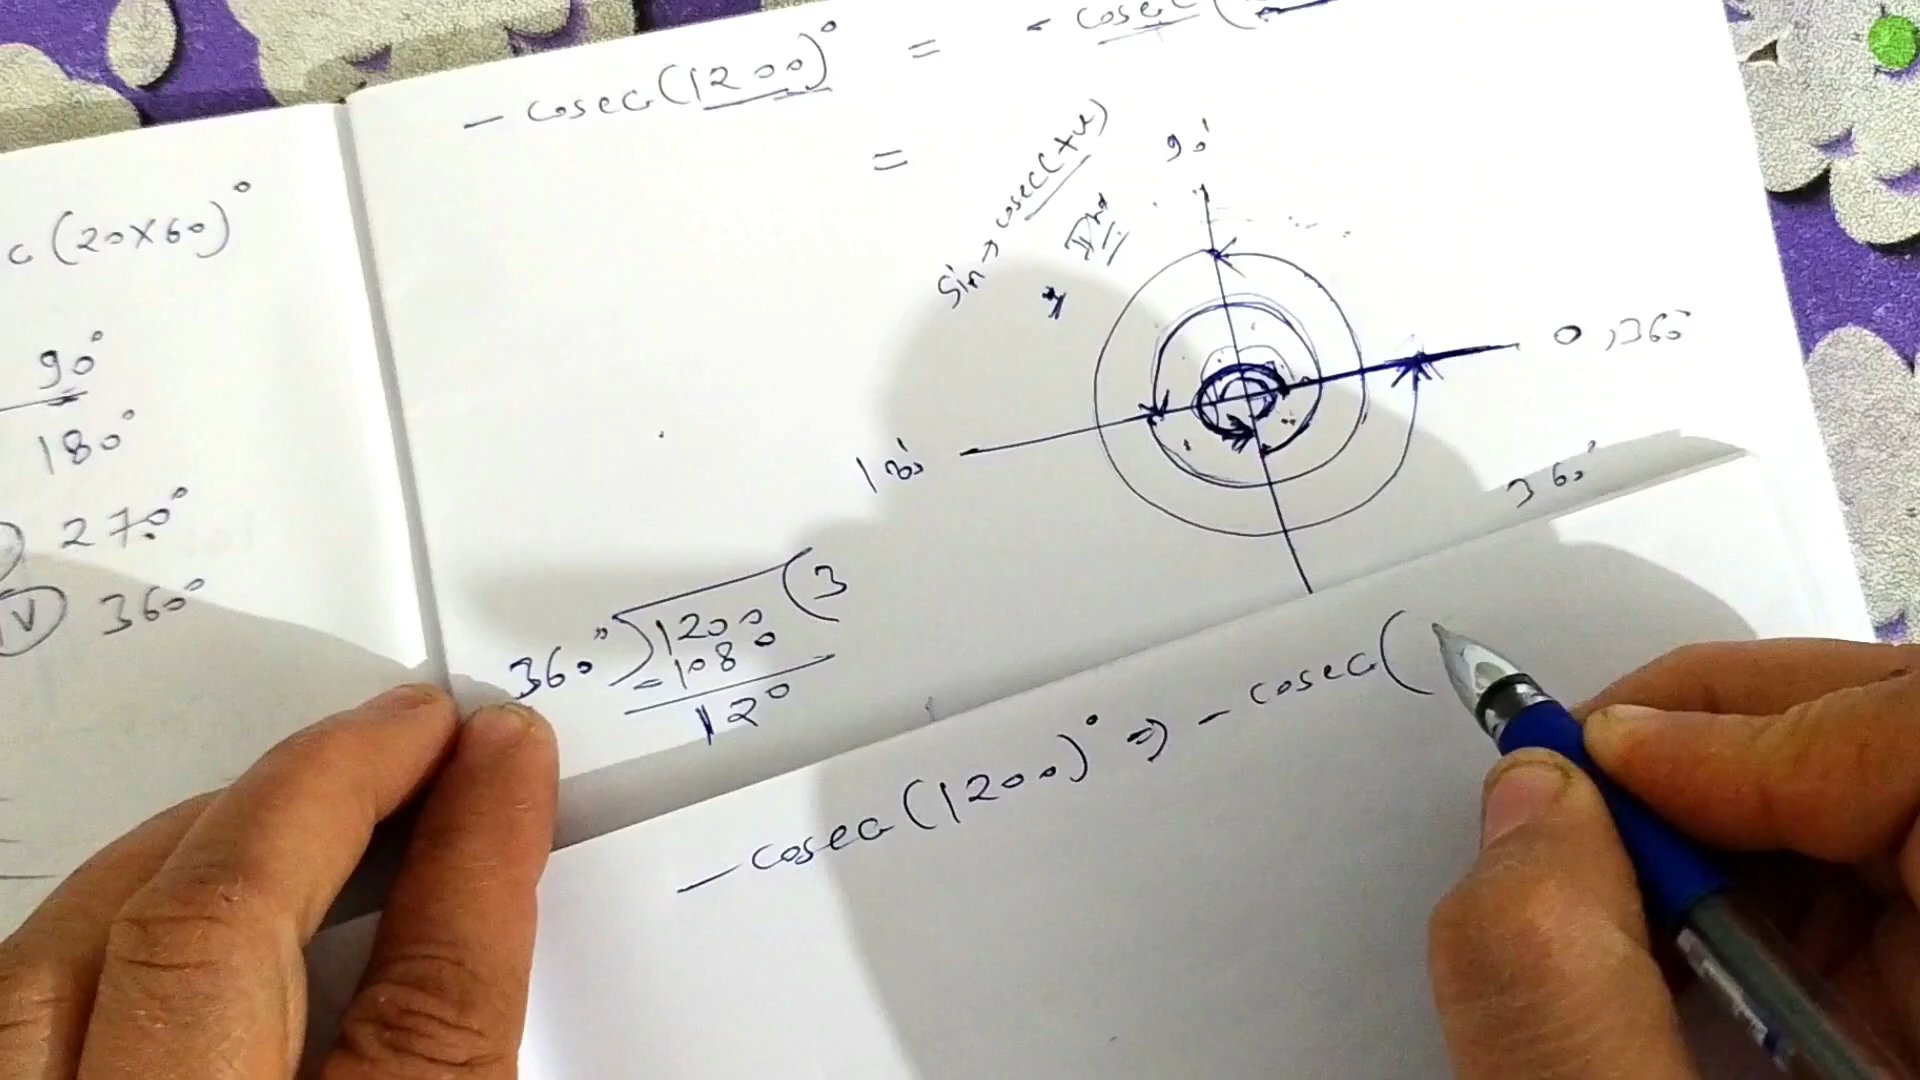 c (20×60)°
90°
180°
270°
IV 360°
— cosec (1200)° = - cosec (
=
sin → cosec (+ve)
IInd
90°
0, 360°
180°
360°
360° ) 1200 ( 3
- 1080
120
— cosec (1200)° ⇒ - cosec (